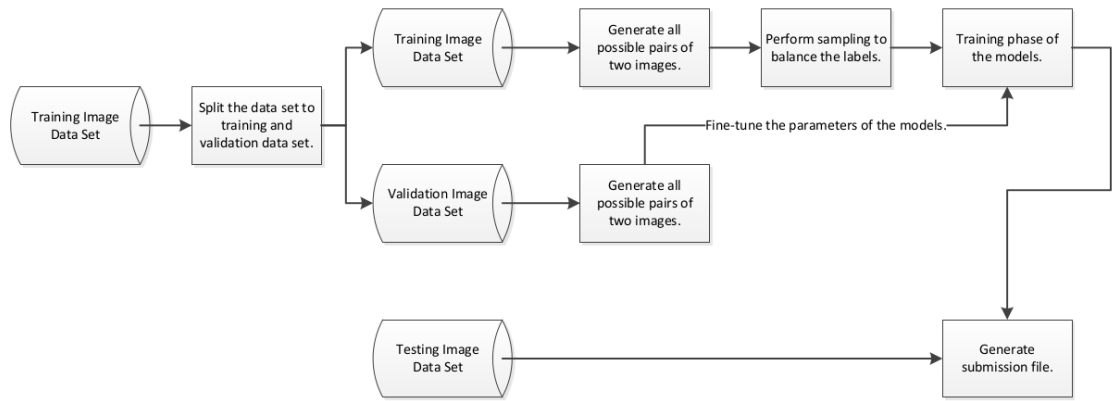 Training Image
Data Set
Split the data set to
training and
validation data set.
Training Image
Data Set
Generate all
possible pairs of
two images.
Perform sampling to
balance the labels.
Training phase of
the models.
Fine-tune the parameters of the models.
Validation Image
Data Set
Generate all
possible pairs of
two images.
Testing Image
Data Set
Generate
submission file.